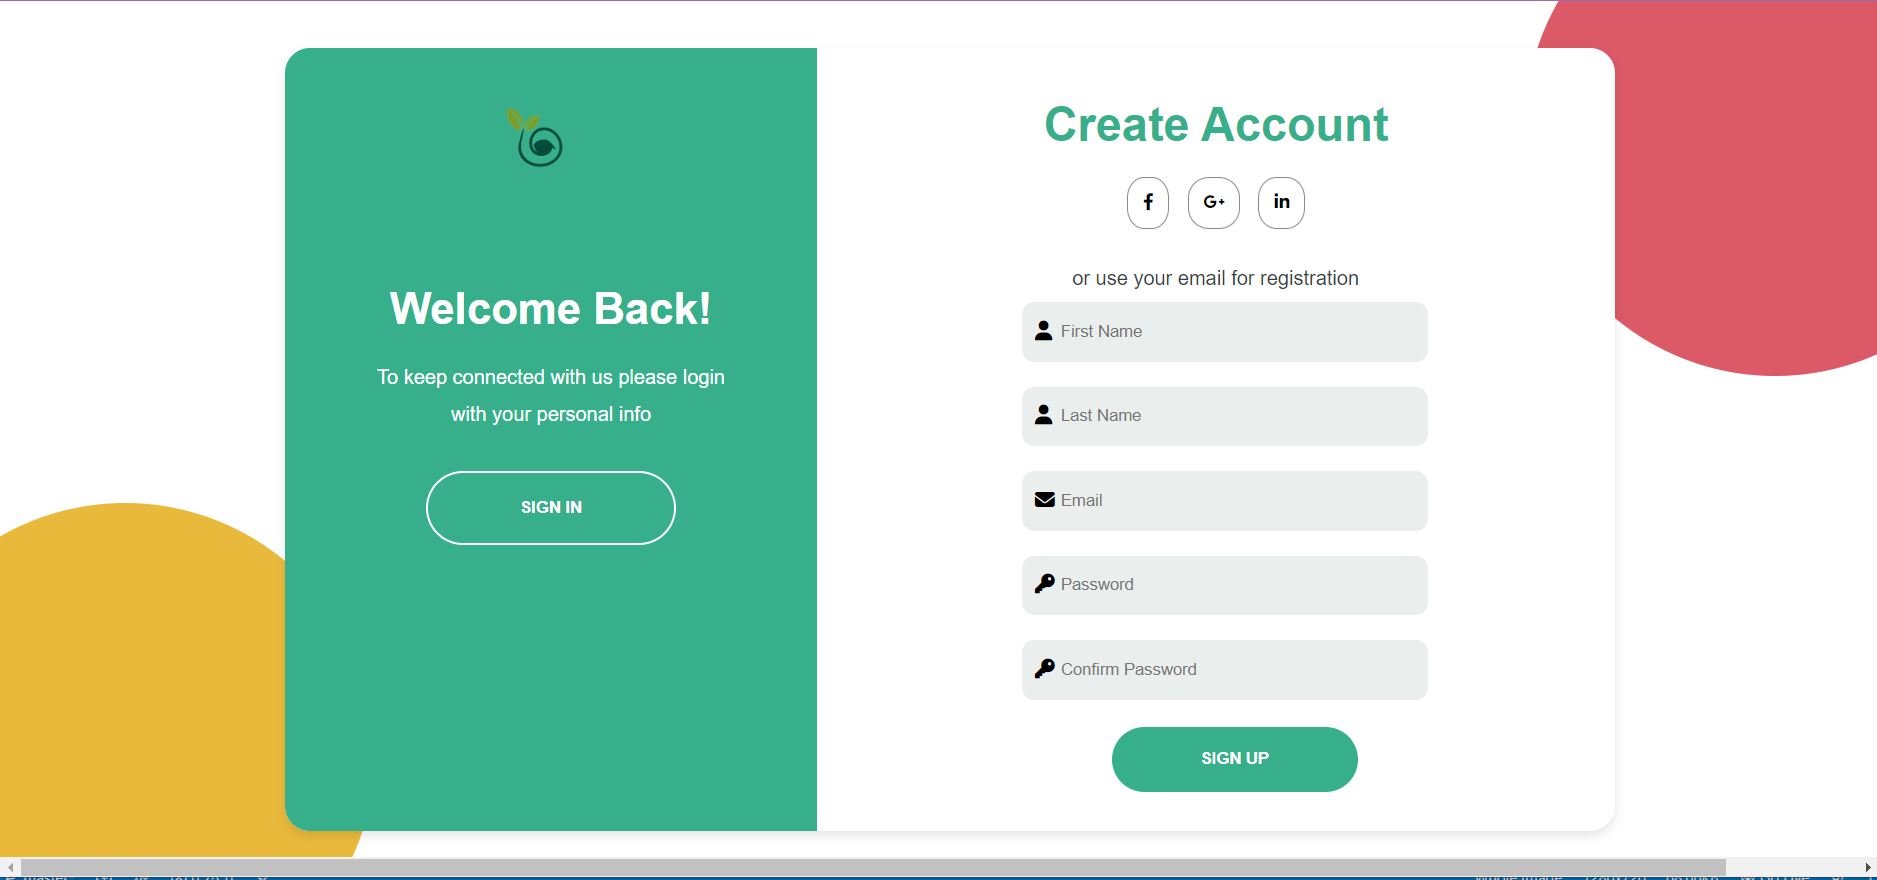 Welcome Back!
To keep connected with us please login
with your personal info
SIGN IN
Create Account
f
G+
in
or use your email for registration
First Name
Last Name
Email
Password
Confirm Password
SIGN UP